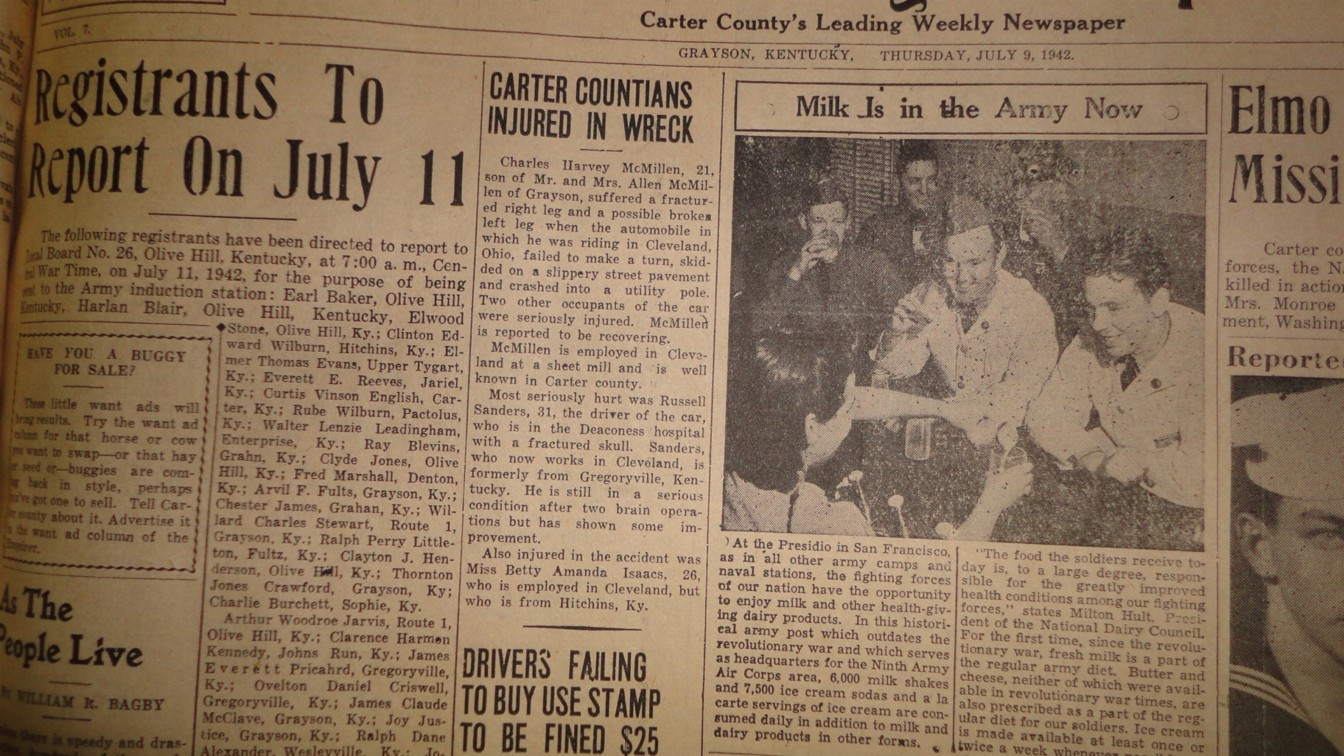 Carter County's Leading Weekly Newspaper
VOL. 7.
GRAYSON, KENTUCKY, THURSDAY, JULY 9, 1942.
Registrants To
Report On July 11
The following registrants have been directed to report to
Board No. 26, Olive Hill, Kentucky, at 7:00 a. m., Cen-
War Time, on July 11, 1942, for the purpose of being
to the Army induction station: Earl Baker, Olive Hill,
Kentucky, Harlan Blair, Olive Hill, Kentucky, Elwood
Stone, Olive Hill, Ky.; Clinton Ed-
ward Wilburn, Hitchins, Ky.; El-
mer Thomas Evans, Upper Tygart,
Ky.; Everett E. Reeves, Jariel,
Ky.; Curtis Vinson English, Car-
ter, Ky.; Rube Wilburn, Pactolus,
Ky.; Walter Lenzie Leadingham,
Enterprise, Ky.; Ray Blevins,
Grahn, Ky.; Clyde Jones, Olive
Hill, Ky.; Fred Marshall, Denton,
Ky.; Arvil F. Fults, Grayson, Ky.;
Chester James, Grahan, Ky.; Wil-
lard Charles Stewart, Route 1,
Grayson, Ky.; Ralph Perry Little-
ton, Fultz, Ky.; Clayton J. Hen-
derson, Olive Hill, Ky.; Thornton
Jones Crawford, Grayson, Ky;
Charlie Burchett, Sophie, Ky.
Arthur Woodroe Jarvis, Route 1,
Olive Hill, Ky.; Clarence Harmon
Kennedy, Johns Run, Ky.; James
Everett Pricahrd, Gregoryville,
Ky.; Ovelton Daniel Criswell,
Gregoryville, Ky.; James Claude
McClave, Grayson, Ky.; Joy Jus-
tice, Grayson, Ky.; Ralph Dane
Alexander, Wesleyville, Ky.; Jo-
HAVE YOU A BUGGY
FOR SALE?
These little want ads will
bring results. Try the want ad
column for that horse or cow
you want to swap—or that hay
or seed or—buggies are com-
back in style, perhaps
you've got one to sell. Tell Car-
ter county about it. Advertise it
the want ad column of the
As The
People Live
By WILLIAM R. BAGBY
there is speedy and dras-
CARTER COUNTIANS
INJURED IN WRECK
Charles Harvey McMillen, 21,
son of Mr. and Mrs. Allen McMil-
len of Grayson, suffered a fractur-
ed right leg and a possible broken
left leg when the automobile in
which he was riding in Cleveland,
Ohio, failed to make a turn, skid-
ded on a slippery street pavement
and crashed into a utility pole.
Two other occupants of the car
were seriously injured. McMillen
is reported to be recovering.
McMillen is employed in Cleve-
land at a sheet mill and is well
known in Carter county.
Most seriously hurt was Russell
Sanders, 31, the driver of the car,
who is in the Deaconess hospital
with a fractured skull. Sanders,
who now works in Cleveland, is
formerly from Gregoryville, Ken-
tucky. He is still in a serious
condition after two brain opera-
tions but has shown some im-
provement.
Also injured in the accident was
Miss Betty Amanda Isaacs, 26,
who is employed in Cleveland, but
who is from Hitchins, Ky.
DRIVERS FAILING
TO BUY USE STAMP
TO BE FINED $25
Milk Is in the Army Now
At the Presidio in San Francisco,
as in all other army camps and
naval stations, the fighting forces
of our nation have the opportunity
to enjoy milk and other health-giv-
ing dairy products. In this histori-
cal army post which outdates the
revolutionary war and which serves
as headquarters for the Ninth Army
Air Corps area, 6,000 milk shakes
and 7,500 ice cream sodas and a la
carte servings of ice cream are con-
sumed daily in addition to milk and
dairy products in other forms.
"The food the soldiers receive to-
day is, to a large degree, respon-
sible for the greatly improved
health conditions among our fighting
forces," states Milton Hult, Presi-
dent of the National Dairy Council.
For the first time, since the revolu-
tionary war, fresh milk is a part of
the regular army diet. Butter and
cheese, neither of which were avail-
able in revolutionary war times, are
also prescribed as a part of the reg-
ular diet for our soldiers. Ice cream
is made available at least once or
twice a week whenever
Elmo
Missi
Carter co
forces, the N
killed in actio
Mrs. Monroe
ment, Washin
Reporte